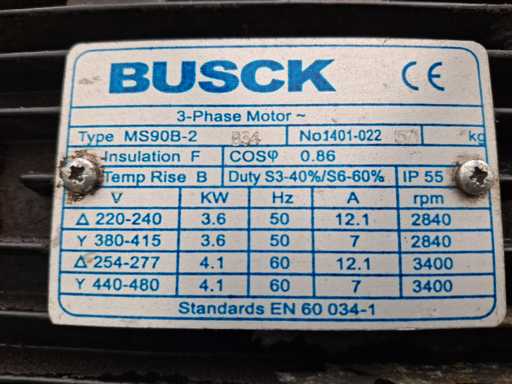 BUSCK CE
3-Phase Motor ~
Type MS90B-2 B34 No1401-022 kg
Insulation F COSφ 0.86
Temp Rise B Duty S3-40%/S6-60% IP 55
V KW Hz A rpm
Δ 220-240 3.6 50 12.1 2840
Y 380-415 3.6 50 7 2840
Δ 254-277 4.1 60 12.1 3400
Y 440-480 4.1 60 7 3400
Standards EN 60 034-1